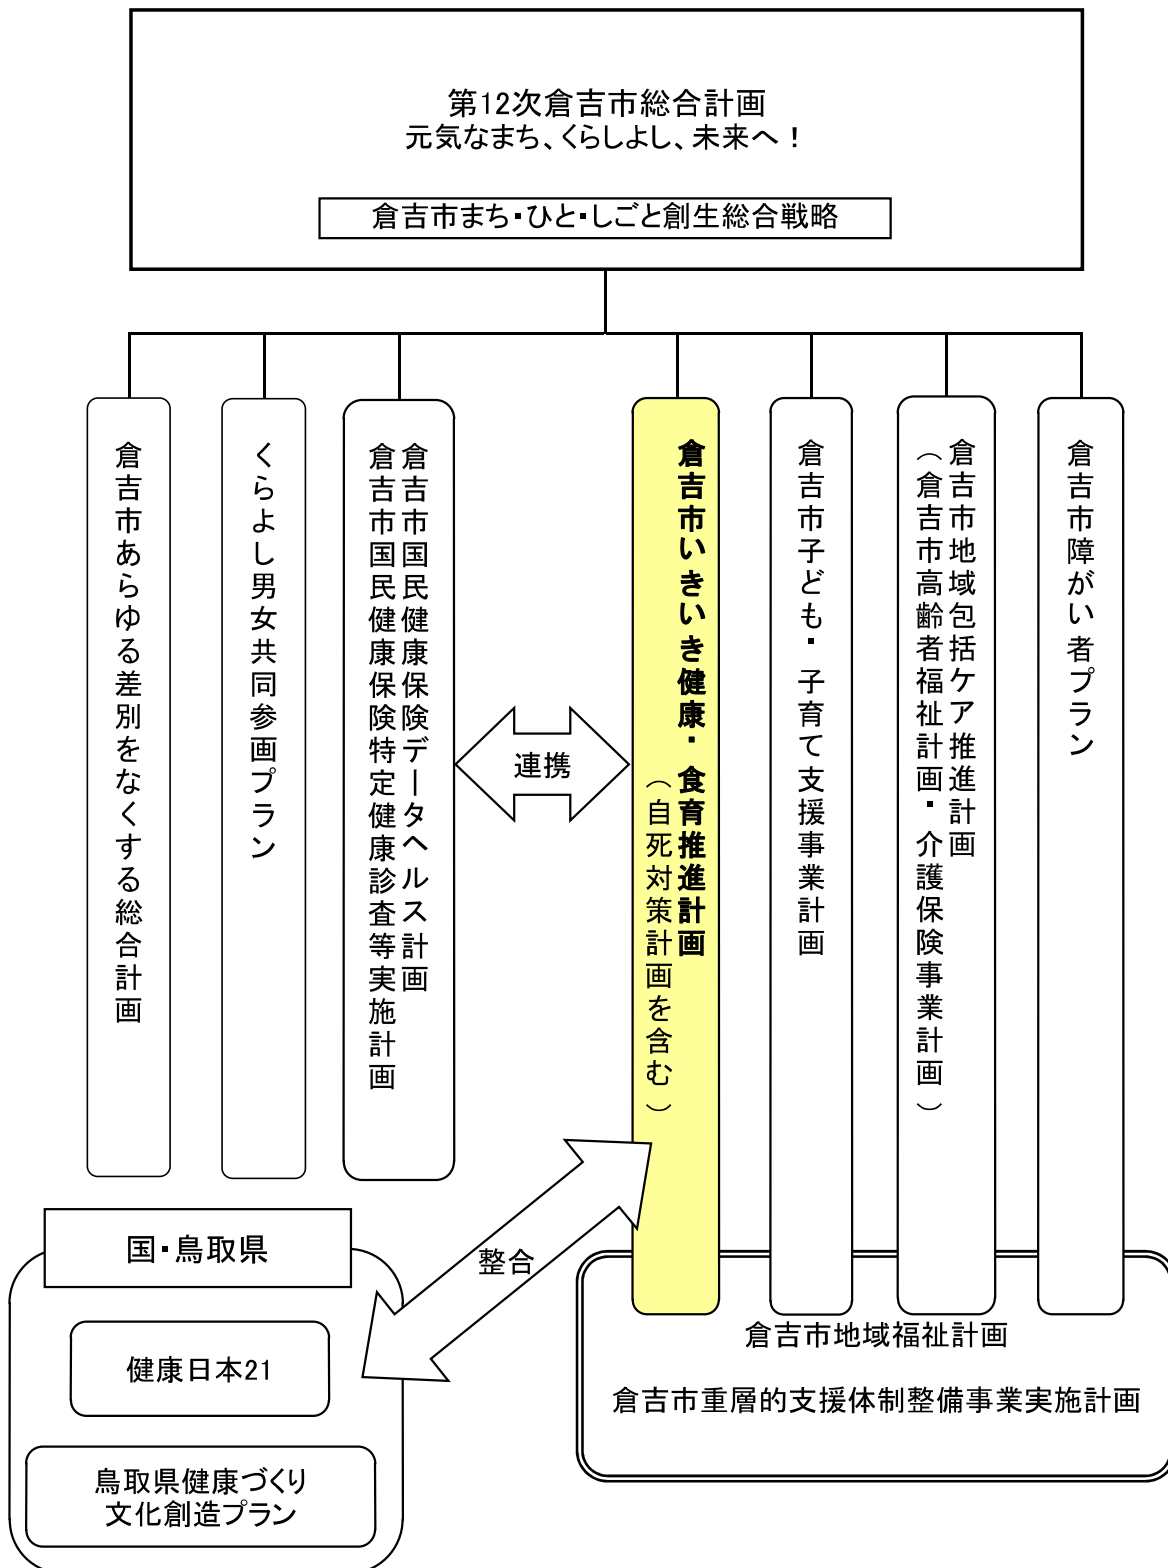 第12次倉吉市総合計画
元気なまち、くらしよし、未来へ！
倉吉市まち・ひと・しごと創生総合戦略
倉吉市あらゆる差別をなくする総合計画
くらよし男女共同参画プラン
倉吉市国民健康保険データヘルス計画
倉吉市国民健康保険特定健康診査等実施計画
連携
倉吉市いきいき健康・食育推進計画
（自死対策計画を含む）
倉吉市子ども・子育て支援事業計画
倉吉市地域包括ケア推進計画
（倉吉市高齢者福祉計画・介護保険事業計画）
倉吉市障がい者プラン
国・鳥取県
整合
健康日本21
鳥取県健康づくり
文化創造プラン
倉吉市地域福祉計画
倉吉市重層的支援体制整備事業実施計画